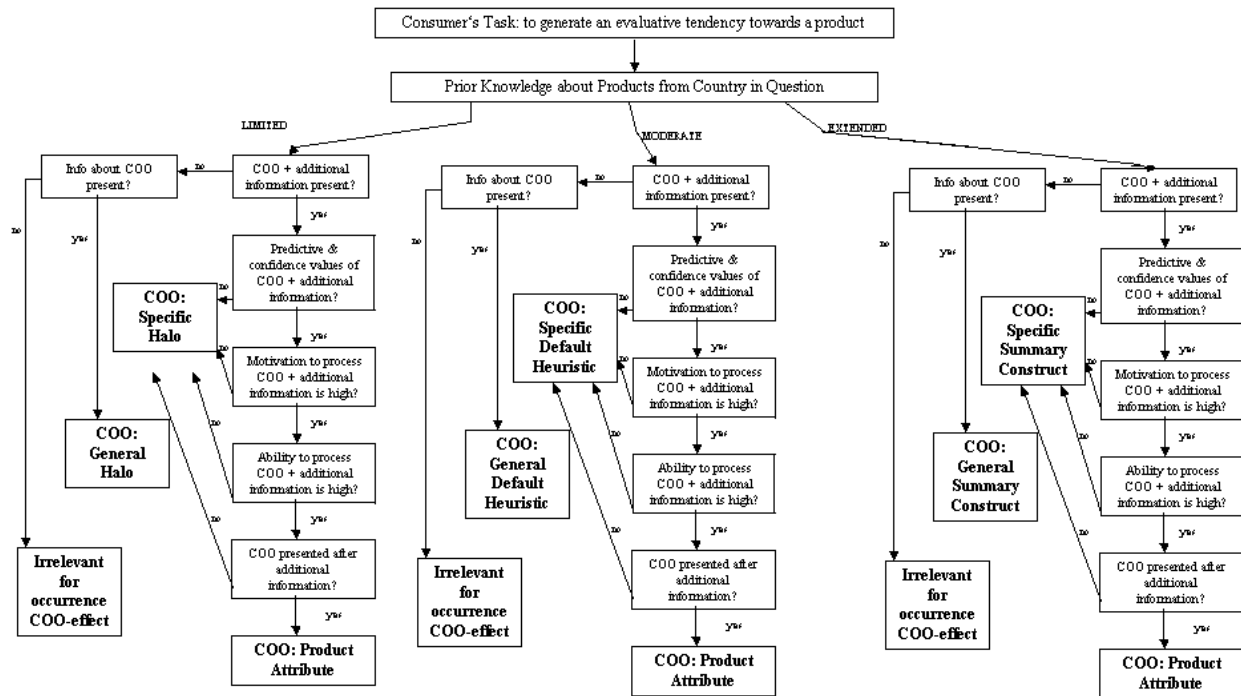 Consumer's Task: to generate an evaluative tendency towards a product
Prior Knowledge about Products from Country in Question
LIMITED
MODERATE
EXTENDED
Info about COO
present?
no
COO + additional
information present?
no
yes
yes
Predictive &
confidence values of
COO + additional
information?
no
yes
COO:
Specific
Halo
Motivation to process
COO + additional
information is high?
no
yes
COO:
General
Halo
Ability to process
COO + additional
information is high?
no
yes
COO presented after
additional
information?
no
yes
Irrelevant
for
occurrence
COO-effect
COO: Product
Attribute
Info about COO
present?
no
COO + additional
information present?
no
yes
yes
Predictive &
confidence values of
COO + additional
information?
no
yes
COO:
Specific
Default
Heuristic
Motivation to process
COO + additional
information is high?
no
yes
COO:
General
Default
Heuristic
Ability to process
COO + additional
information is high?
no
yes
COO presented after
additional
information?
no
yes
Irrelevant
for
occurrence
COO-effect
COO: Product
Attribute
Info about COO
present?
no
COO + additional
information present?
no
yes
yes
Predictive &
confidence values of
COO + additional
information?
no
yes
COO:
Specific
Summary
Construct
Motivation to process
COO + additional
information is high?
no
yes
COO:
General
Summary
Construct
Ability to process
COO + additional
information is high?
no
yes
COO presented after
additional
information?
no
yes
Irrelevant
for
occurrence
COO-effect
COO: Product
Attribute